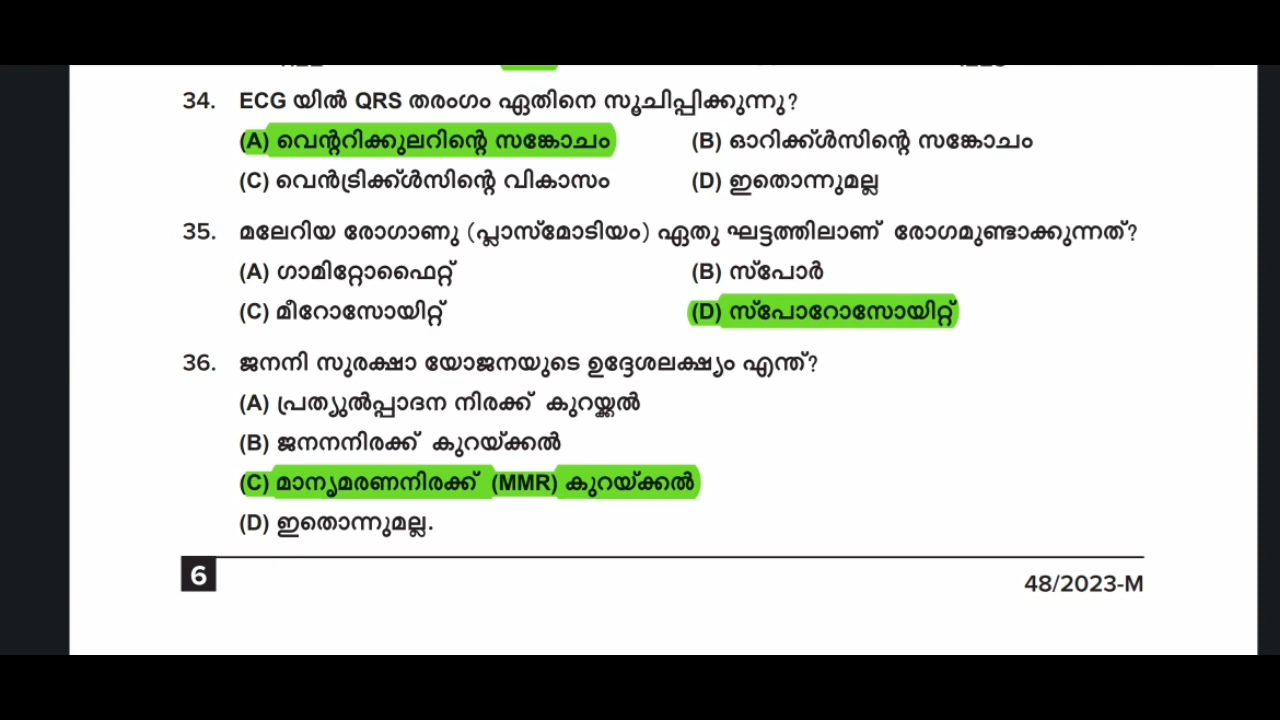 34. ECG യിൽ QRS തരംഗം ഏതിനെ സൂചിപ്പിക്കുന്നു?
(A) വെന്ററിക്കുലറിന്റെ സങ്കോചം (B) ഓറിക്ക്ൾസിന്റെ സങ്കോചം
(C) വെൻട്രിക്ക്ൾസിന്റെ വികാസം (D) ഇതൊന്നുമല്ല
35. മലേറിയ രോഗാണു (പ്ലാസ്മോടിയം) ഏതു ഘട്ടത്തിലാണ് രോഗമുണ്ടാക്കുന്നത്?
(A) ഗാമിറ്റോഫൈറ്റ് (B) സ്പോർ
(C) മീറോസോയിറ്റ് (D) സ്പോറോസോയിറ്റ്
36. ജനനി സുരക്ഷാ യോജനയുടെ ഉദ്ദേശലക്ഷ്യം എന്ത്?
(A) പ്രത്യുൽപ്പാദന നിരക്ക് കുറയ്ക്കൽ
(B) ജനനനിരക്ക് കുറയ്ക്കൽ
(C) മാതൃമരണനിരക്ക് (MMR) കുറയ്ക്കൽ
(D) ഇതൊന്നുമല്ല.
6 48/2023-M